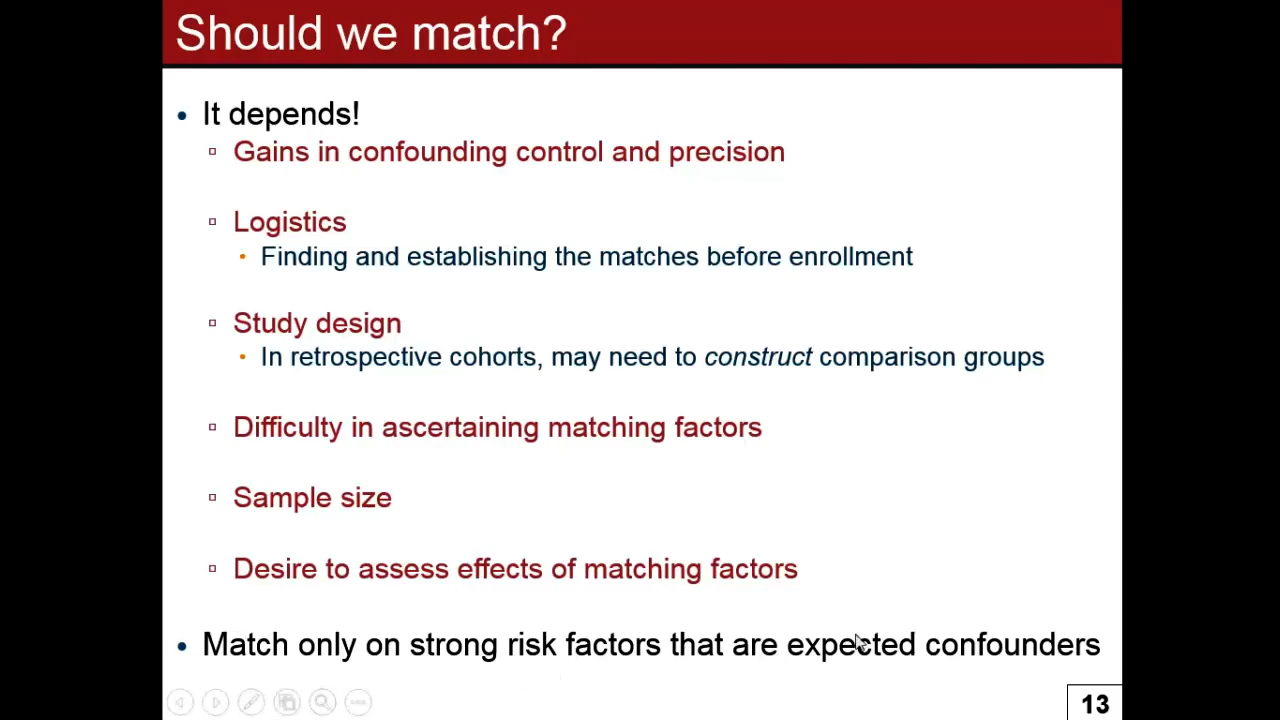 Should we match?
• It depends!
▫ Gains in confounding control and precision
▫ Logistics
• Finding and establishing the matches before enrollment
▫ Study design
• In retrospective cohorts, may need to construct comparison groups
▫ Difficulty in ascertaining matching factors
▫ Sample size
▫ Desire to assess effects of matching factors
• Match only on strong risk factors that are expected confounders
13